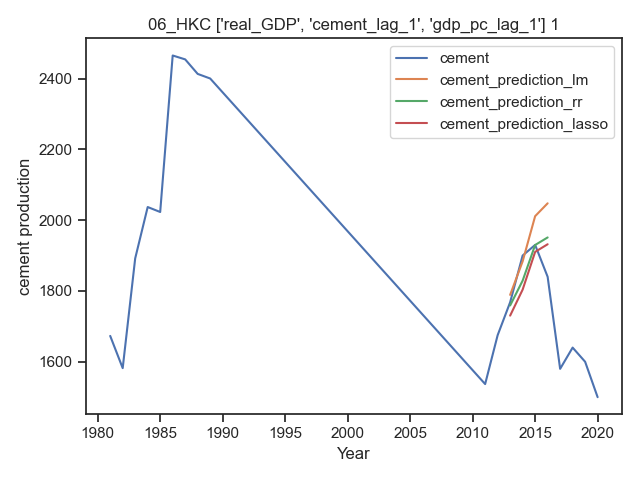 06_HKC ['real_GDP', 'cement_lag_1', 'gdp_pc_lag_1'] 1
cement
cement_prediction_lm
cement_prediction_rr
cement_prediction_lasso
cement production
2400
2200
2000
1800
1600
1980 1985 1990 1995 2000 2005 2010 2015 2020
Year